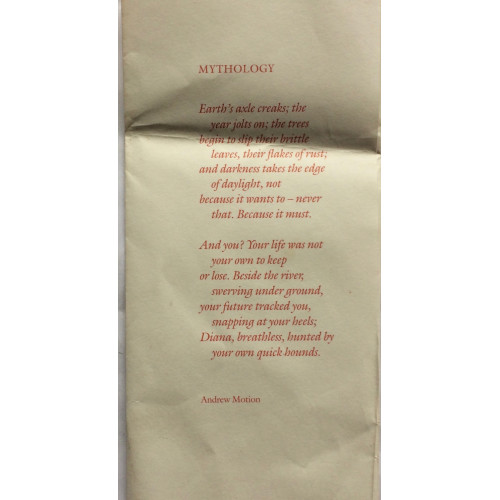 MYTHOLOGY
Earth's axle creaks; the
year jolts on; the trees
begin to slip their brittle
leaves, their flakes of rust;
and darkness takes the edge
of daylight, not
because it wants to – never
that. Because it must.
And you? Your life was not
your own to keep
or lose. Beside the river,
swerving under ground,
your future tracked you,
snapping at your heels;
Diana, breathless, hunted by
your own quick hounds.
Andrew Motion